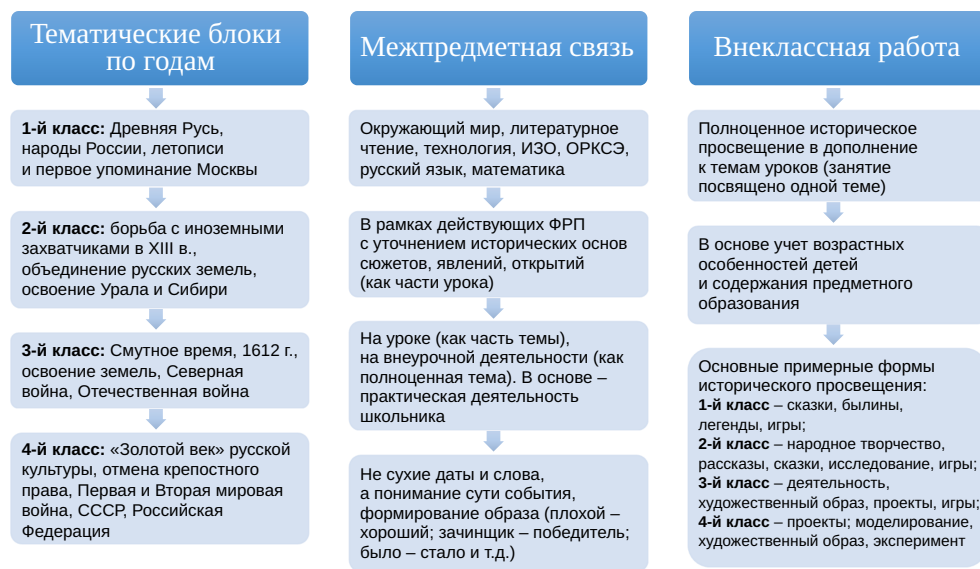 Тематические блоки
по годам
1-й класс: Древняя Русь,
народы России, летописи
и первое упоминание Москвы
2-й класс: борьба с иноземными
захватчиками в XIII в.,
объединение русских земель,
освоение Урала и Сибири
3-й класс: Смутное время, 1612 г.,
освоение земель, Северная
война, Отечественная война
4-й класс: «Золотой век» русской
культуры, отмена крепостного
права, Первая и Вторая мировая
война, СССР, Российская
Федерация
Межпредметная связь
Окружающий мир, литературное
чтение, технология, ИЗО, ОРКСЭ,
русский язык, математика
В рамках действующих ФРП
с уточнением исторических основ
сюжетов, явлений, открытий
(как части урока)
На уроке (как часть темы),
на внеурочной деятельности (как
полноценная тема). В основе –
практическая деятельность
школьника
Не сухие даты и слова,
а понимание сути события,
формирование образа (плохой –
хороший; зачинщик – победитель;
было – стало и т.д.)
Внеклассная работа
Полноценное историческое
просвещение в дополнение
к темам уроков (занятие
посвящено одной теме)
В основе учет возрастных
особенностей детей
и содержания предметного
образования
Основные примерные формы
исторического просвещения:
1-й класс – сказки, былины,
легенды, игры;
2-й класс – народное творчество,
рассказы, сказки, исследование, игры;
3-й класс – деятельность,
художественный образ, проекты, игры;
4-й класс – проекты; моделирование,
художественный образ, эксперимент